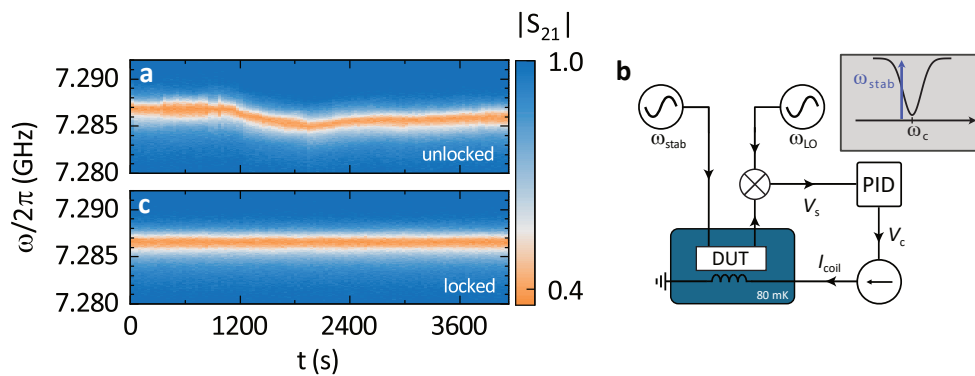 |S21|
a
7.290
7.285
7.280
unlocked
c
7.290
7.285
7.280
locked
ω/2π (GHz)
0
1200
2400
3600
t (s)
1.0
0.4
b
ωstab
ωLO
ωstab
ωc
PID
Vs
Vc
DUT
Icoil
80 mK